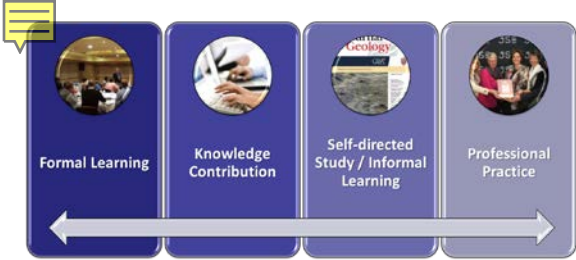 Geology
Formal Learning
Knowledge
Contribution
Self-directed
Study / Informal
Learning
Professional
Practice